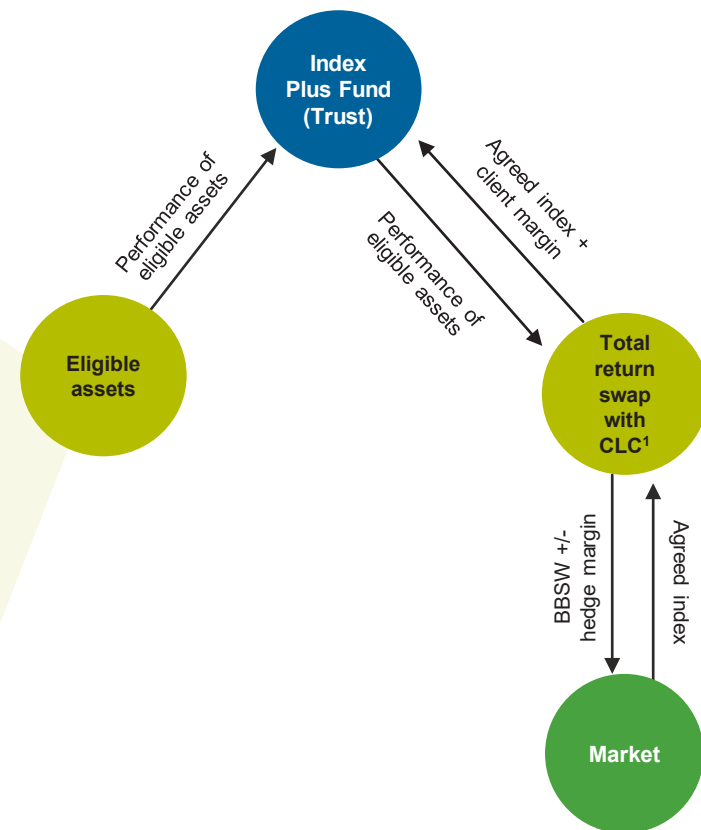 Index
Plus Fund
(Trust)
Performance of
eligible assets
Agreed index +
client margin
Performance of
eligible assets
Eligible
assets
Total
return
swap
with
CLC¹
BBSW +/-
hedge margin
Agreed index
Market